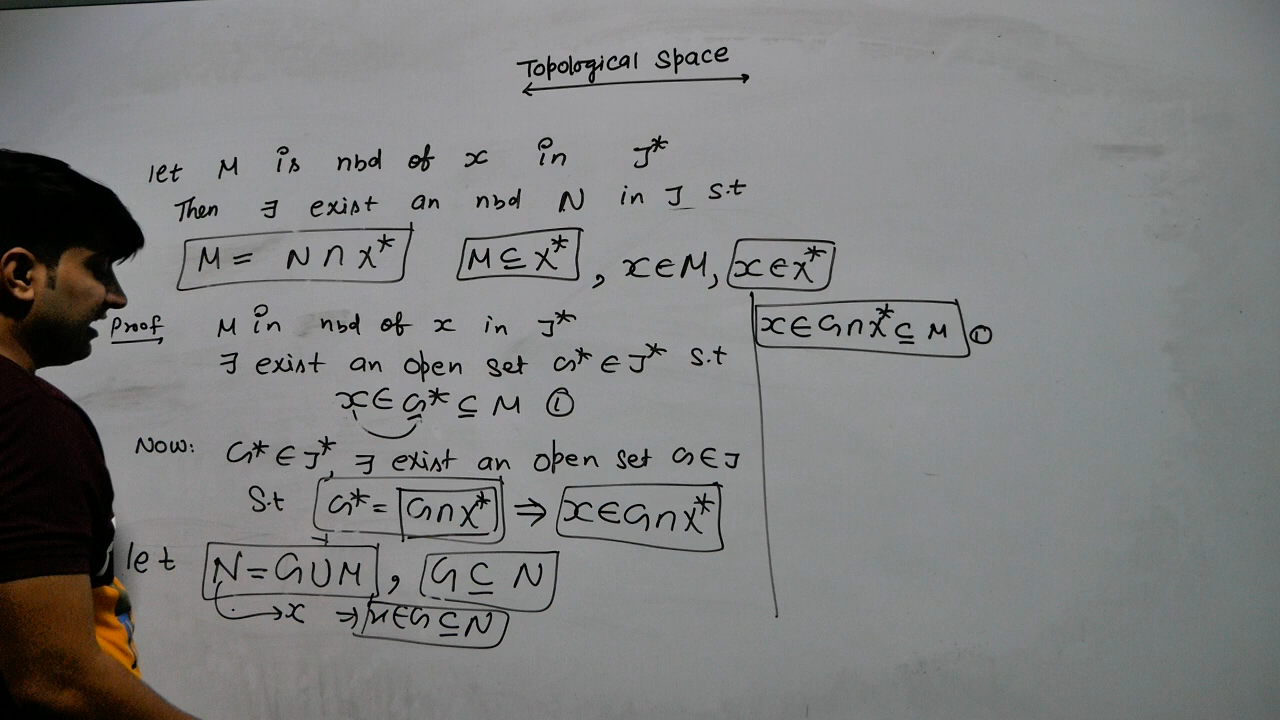 Topological Space
let M is nbd of x in J*
Then ∃ exist an nbd N in J s.t
M = N ∩ X* M ⊆ X* , x ∈ M, x ∈ X*
Proof M in nbd of x in J*
∃ exist an open set G* ∈ J* s.t
x ∈ G* ⊆ M ①
Now: G* ∈ J*, ∃ exist an open set G ∈ J
s.t G* = G ∩ X* ⇒ x ∈ G ∩ X*
let N = G ∪ M , G ⊆ N
→ x ⇒ x ∈ G ⊆ N
x ∈ G ∩ X* ⊆ M ①